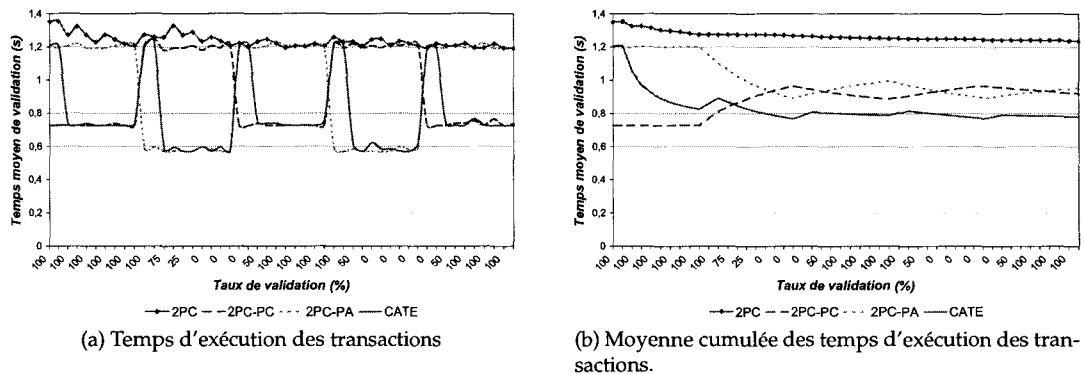 1,4
1,2
1
0,8
0,6
0,4
0,2
0
Temps moyen de validation (s)
100 100 100 100 100 100 75 25 0 0 0 50 100 100 100 100 50 0 0 0 0 50 100 100 100
Taux de validation (%)
2PC 2PC-PC 2PC-PA CATE
(a) Temps d'exécution des transactions
1,4
1,2
1
0,8
0,6
0,4
0,2
0
Temps moyen de validation (s)
100 100 100 100 100 100 75 25 0 0 0 50 100 100 100 100 50 0 0 0 0 50 100 100 100
Taux de validation (%)
2PC 2PC-PC 2PC-PA CATE
(b) Moyenne cumulée des temps d'exécution des tran-
sactions.